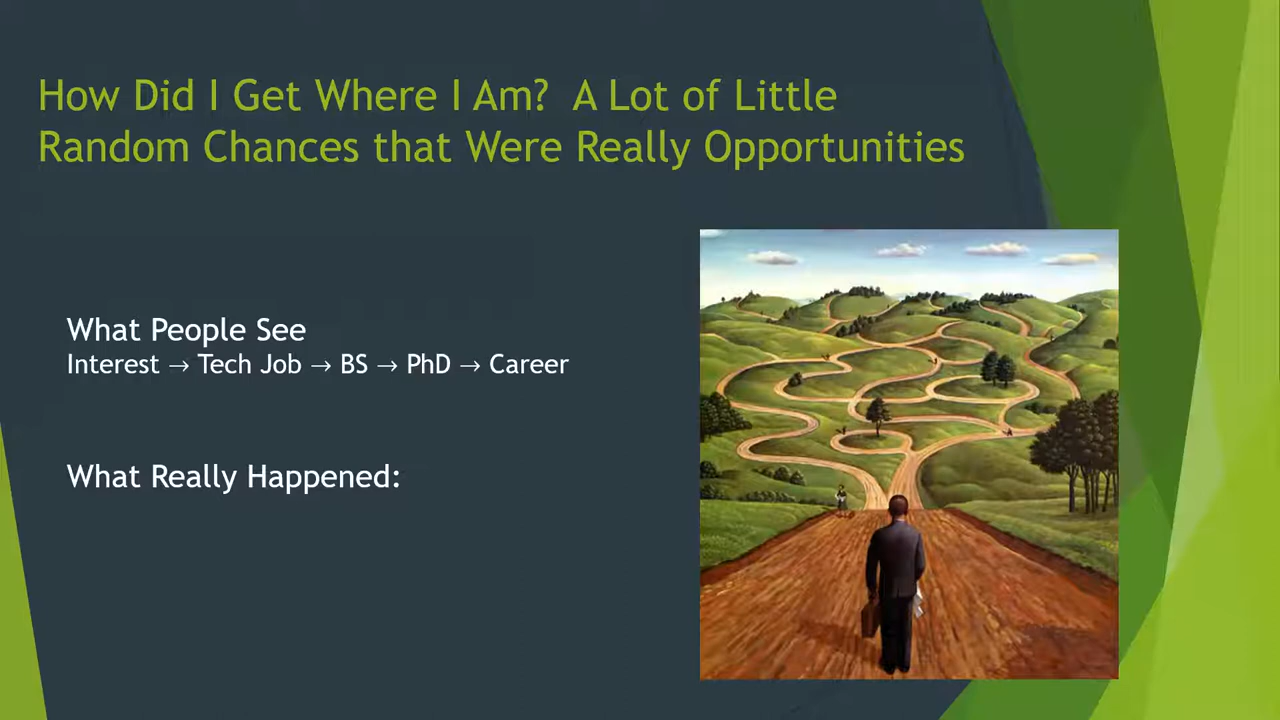 How Did I Get Where I Am?  A Lot of Little
Random Chances that Were Really Opportunities
What People See
Interest → Tech Job → BS → PhD → Career
What Really Happened: